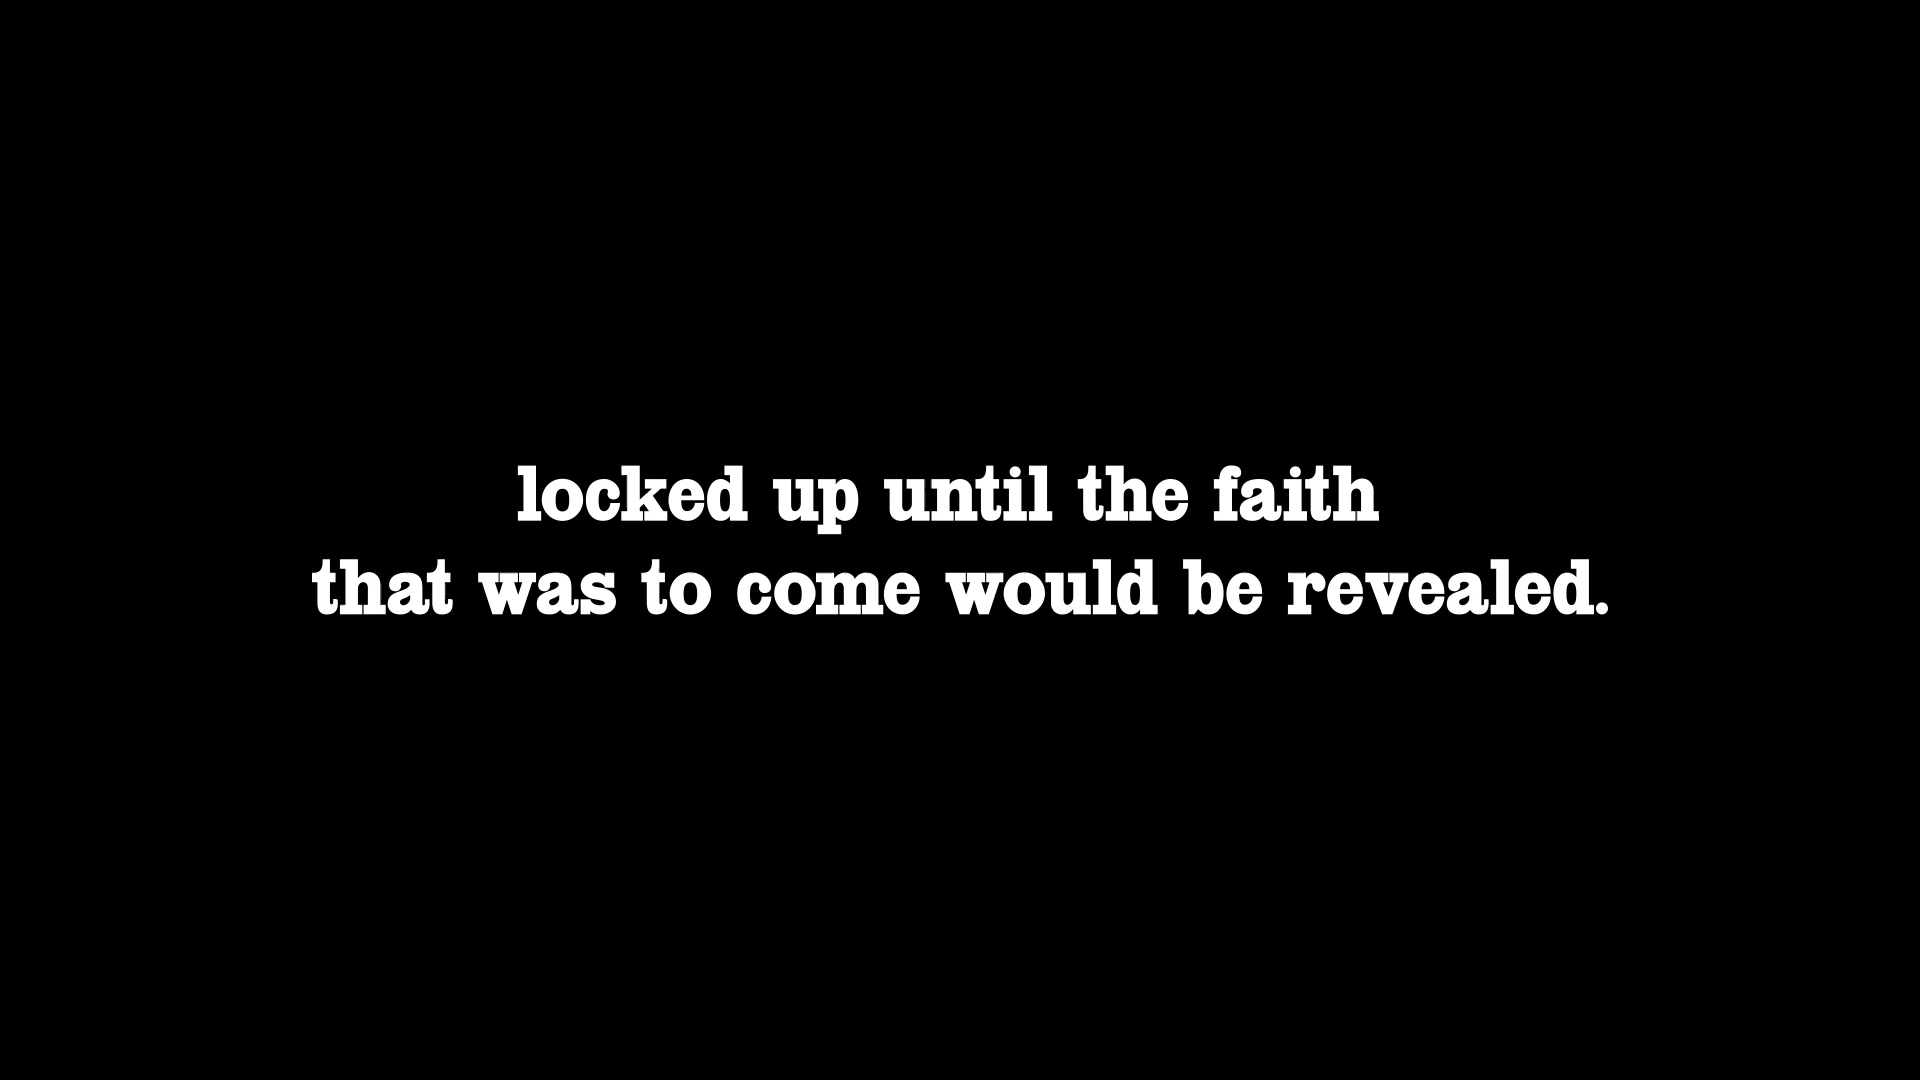 locked up until the faith
that was to come would be revealed.